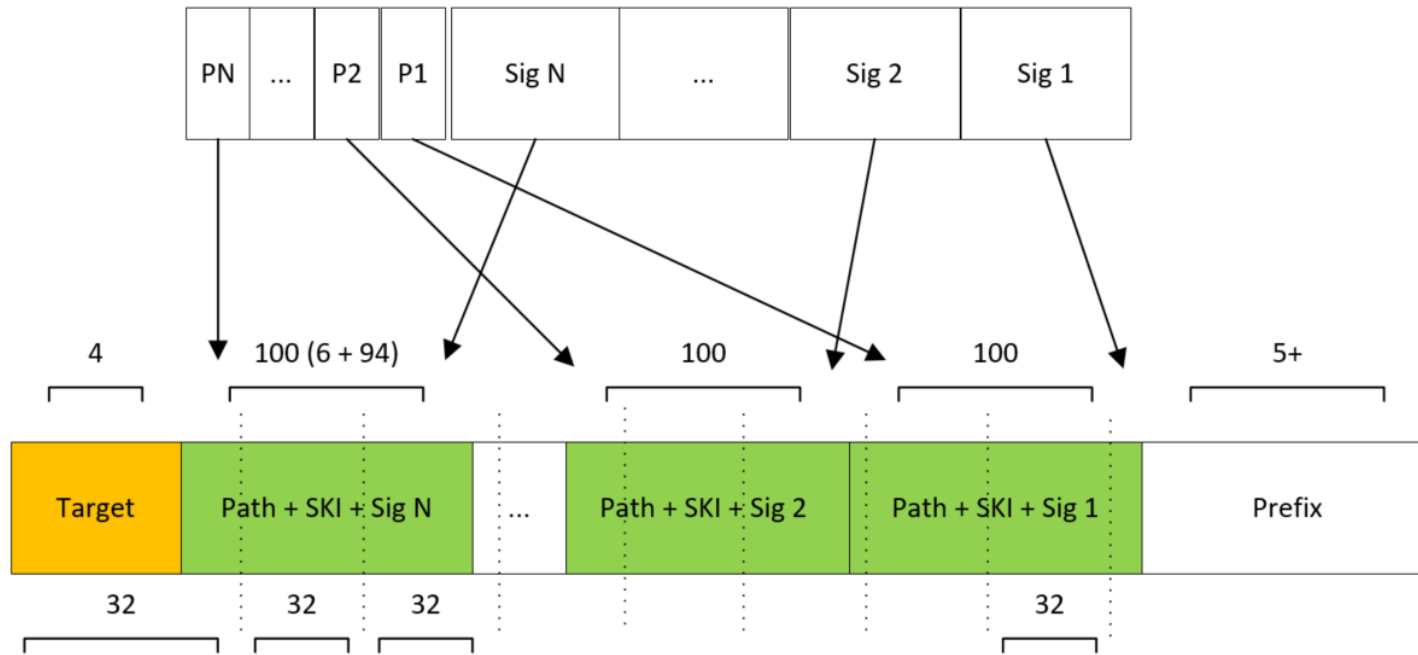 PN ... P2 P1 Sig N ... Sig 2 Sig 1
4 100 (6 + 94) 100 100 5+
Target Path + SKI + Sig N ... Path + SKI + Sig 2 Path + SKI + Sig 1 Prefix
32 32 32 32